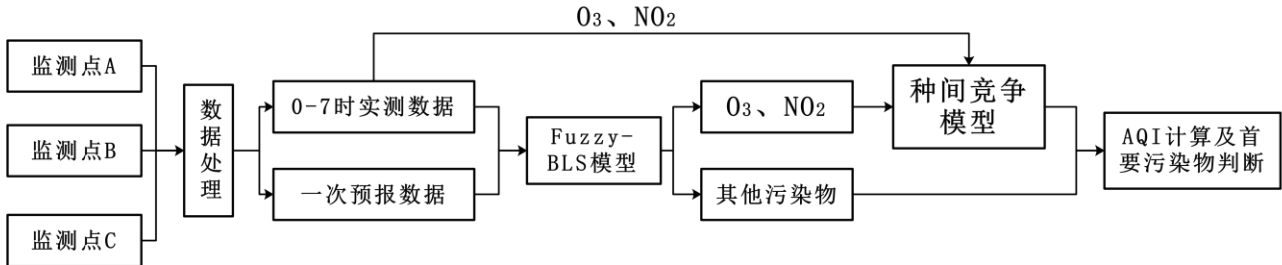 O₃、NO₂
监测点A
监测点B
监测点C
数
据
处
理
0-7时实测数据
一次预报数据
Fuzzy-
BLS模型
O₃、NO₂
其他污染物
种间竞争
模型
AQI计算及首
要污染物判断